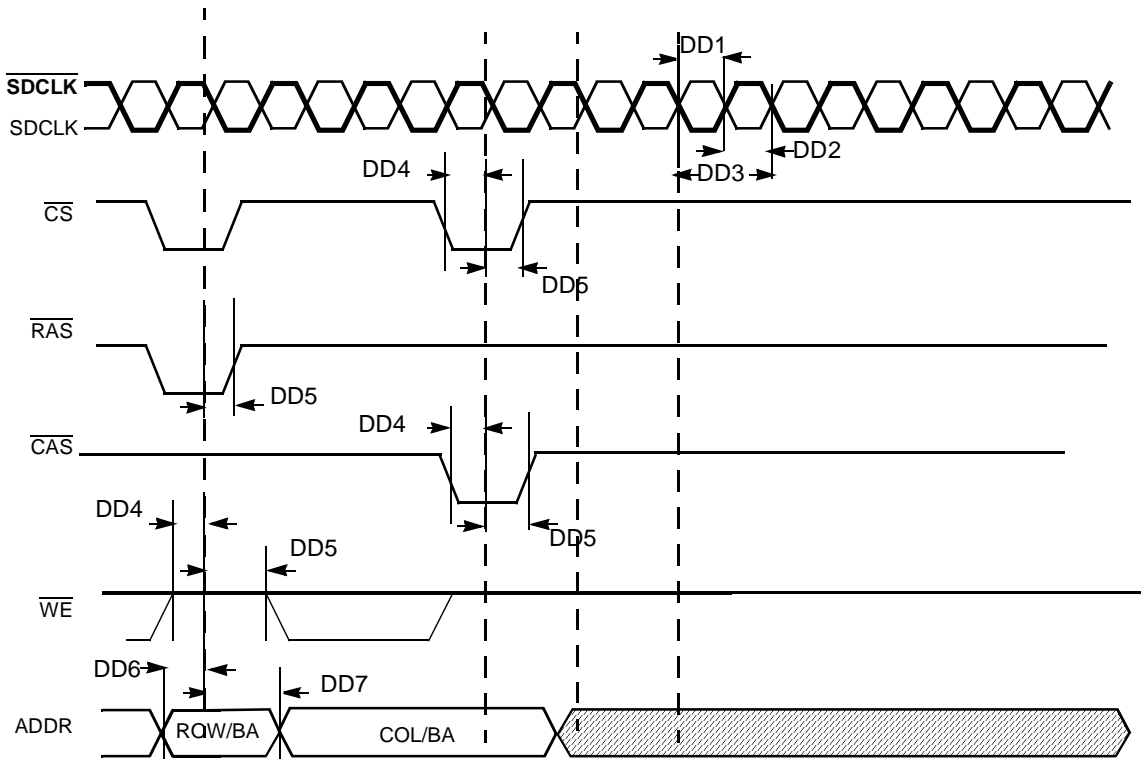 DD1
SDCLK
SDCLK
DD2
DD4
DD3
CS
DD5
RAS
DD5
DD4
CAS
DD4
DD5
DD5
WE
DD6
DD7
ADDR
ROW/BA
COL/BA